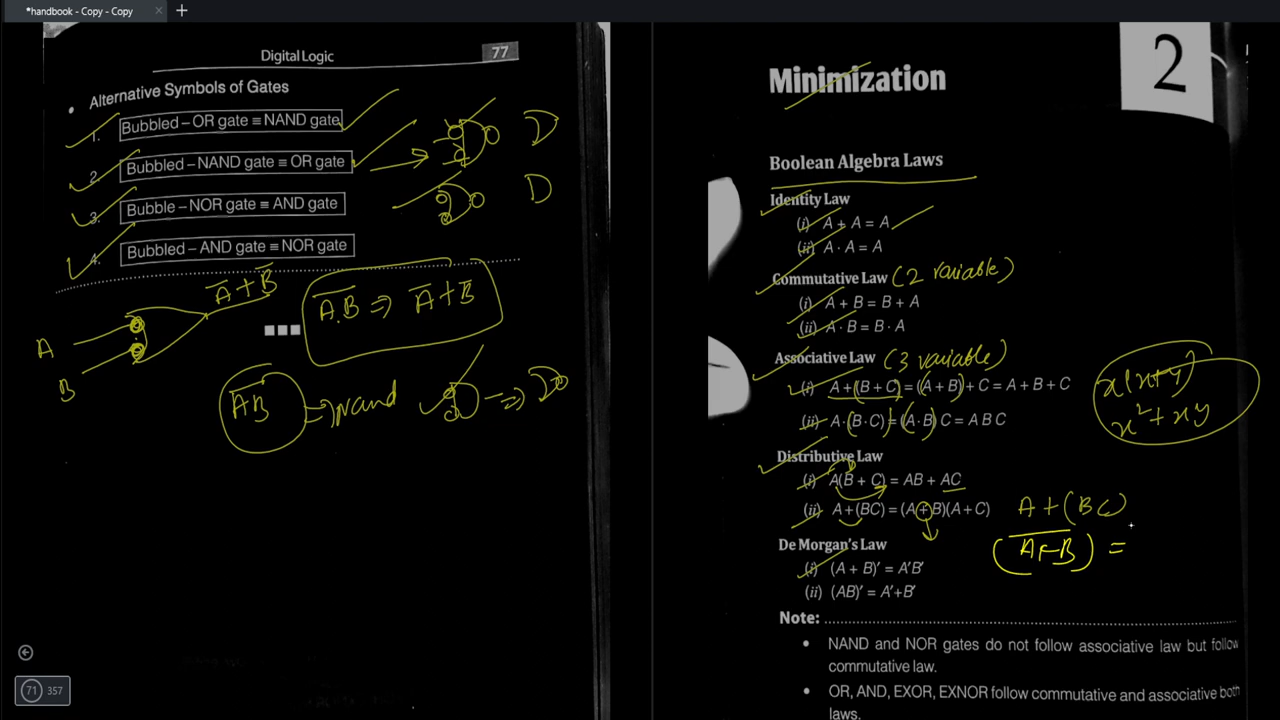 *handbook - Copy - Copy
Digital Logic
77
• Alternative Symbols of Gates
1. Bubbled – OR gate ≡ NAND gate
2. Bubbled – NAND gate ≡ OR gate
3. Bubble – NOR gate ≡ AND gate
4. Bubbled – AND gate ≡ NOR gate
A̅ + B̅
A̅.̅B̅ ⇒ A̅ + B̅
A
B
A̅B̅ ⇒ nand
71 357
2
Minimization
Boolean Algebra Laws
Identity Law
(i) A + A = A
(ii) A · A = A
Commutative Law (2 variable)
(i) A + B = B + A
(ii) A · B = B · A
Associative Law (3 variable)
(i) A + (B + C) = (A + B) + C = A + B + C
(ii) A · (B · C) = (A · B) C = A B C
x(x+y)
x² + xy
Distributive Law
(i) A(B + C) = AB + AC
(ii) A + (BC) = (A + B)(A + C)
A + (BC)
De Morgan's Law
(A̅+̅B̅) =
(i) (A + B)′ = A′B′
(ii) (AB)′ = A′+B′
Note:
• NAND and NOR gates do not follow associative law but follow
commutative law.
• OR, AND, EXOR, EXNOR follow commutative and associative both
laws.